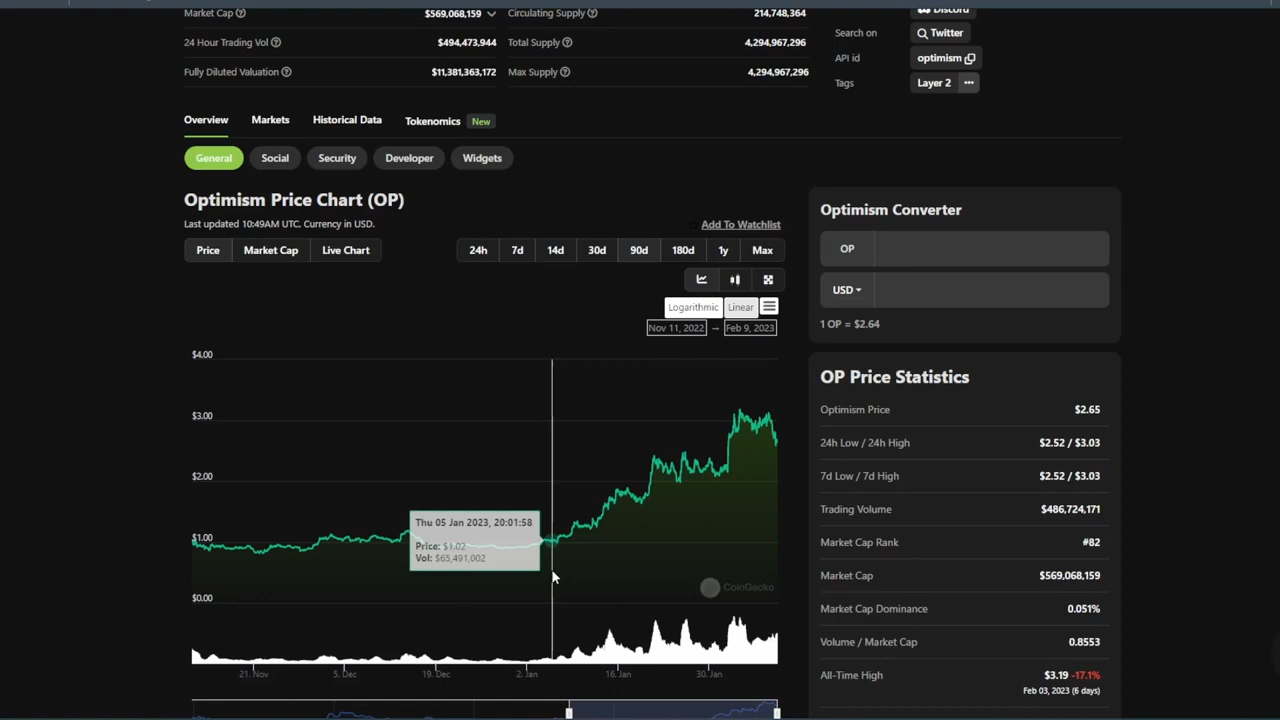 Market Cap $569,068,159 Circulating Supply 214,748,364
Discord
24 Hour Trading Vol $494,473,944 Total Supply 4,294,967,296
Search on Twitter
Fully Diluted Valuation $11,381,363,172 Max Supply 4,294,967,296
API id optimism
Tags Layer 2 •••
Overview Markets Historical Data Tokenomics New
General Social Security Developer Widgets
Optimism Price Chart (OP)
Last updated 10:49AM UTC. Currency in USD.
Add To Watchlist
Price Market Cap Live Chart 24h 7d 14d 30d 90d 180d 1y Max
Logarithmic Linear
Nov 11, 2022 → Feb 9, 2023
$4.00
$3.00
$2.00
$1.00
$0.00
Thu 05 Jan 2023, 20:01:58
Price: $1.02
Vol: $65,491,002
CoinGecko
21. Nov 5. Dec 19. Dec 2. Jan 16. Jan 30. Jan
Optimism Converter
OP
USD
1 OP = $2.64
OP Price Statistics
Optimism Price $2.65
24h Low / 24h High $2.52 / $3.03
7d Low / 7d High $2.52 / $3.03
Trading Volume $486,724,171
Market Cap Rank #82
Market Cap $569,068,159
Market Cap Dominance 0.051%
Volume / Market Cap 0.8553
All-Time High $3.19 -17.1%
Feb 03, 2023 (6 days)